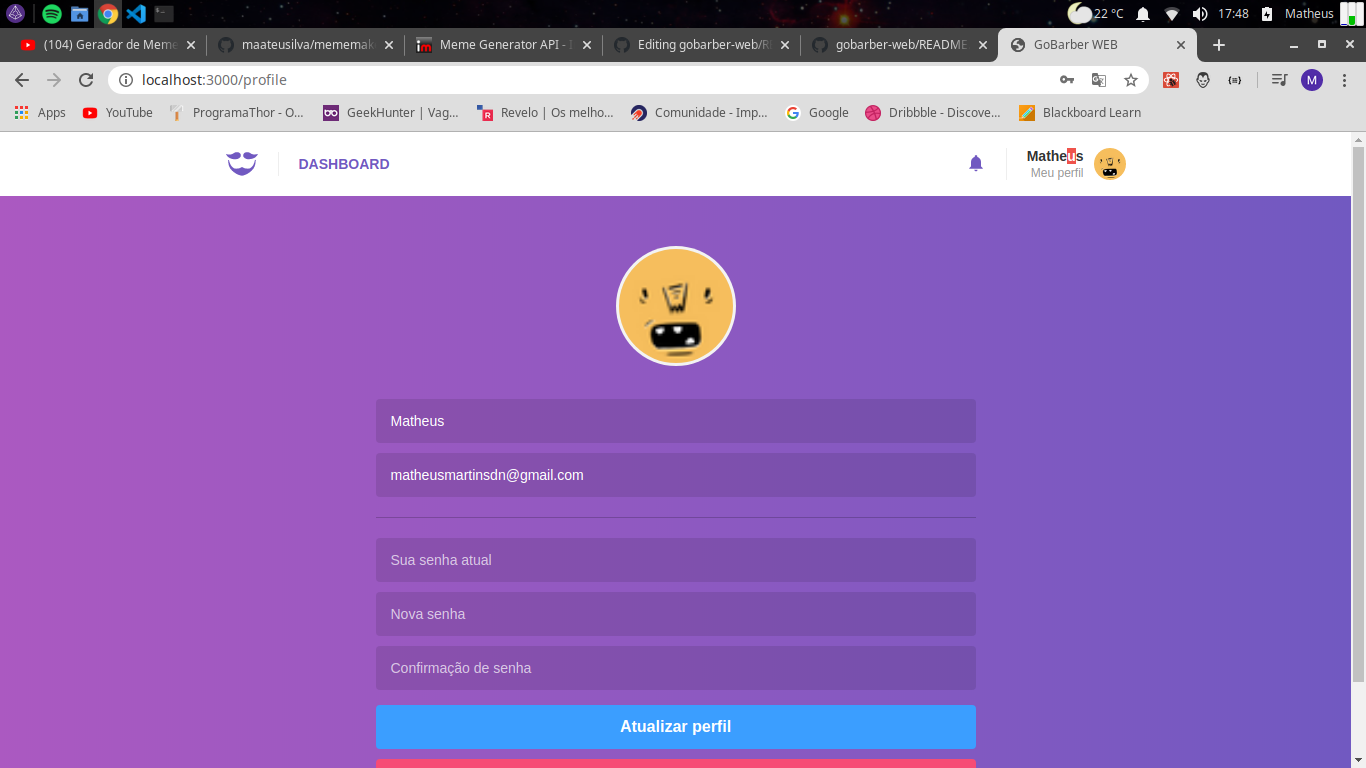 22 °C 17:48 Matheus
(104) Gerador de Meme maateusilva/mememak Meme Generator API - I Editing gobarber-web/R gobarber-web/README GoBarber WEB
localhost:3000/profile M
Apps YouTube ProgramaThor - O... GeekHunter | Vag... Revelo | Os melho... Comunidade - Imp... Google Dribbble - Discove... Blackboard Learn
DASHBOARD
Matheus
Meu perfil
Matheus
matheusmartinsdn@gmail.com
Sua senha atual
Nova senha
Confirmação de senha
Atualizar perfil